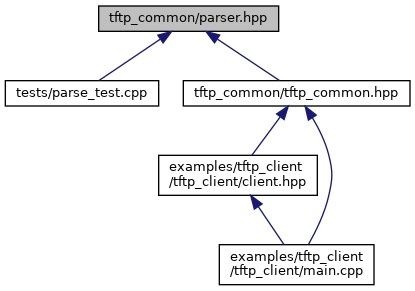 tftp_common/parser.hpp
tests/parse_test.cpp
tftp_common/tftp_common.hpp
examples/tftp_client
/tftp_client/client.hpp
examples/tftp_client
/tftp_client/main.cpp